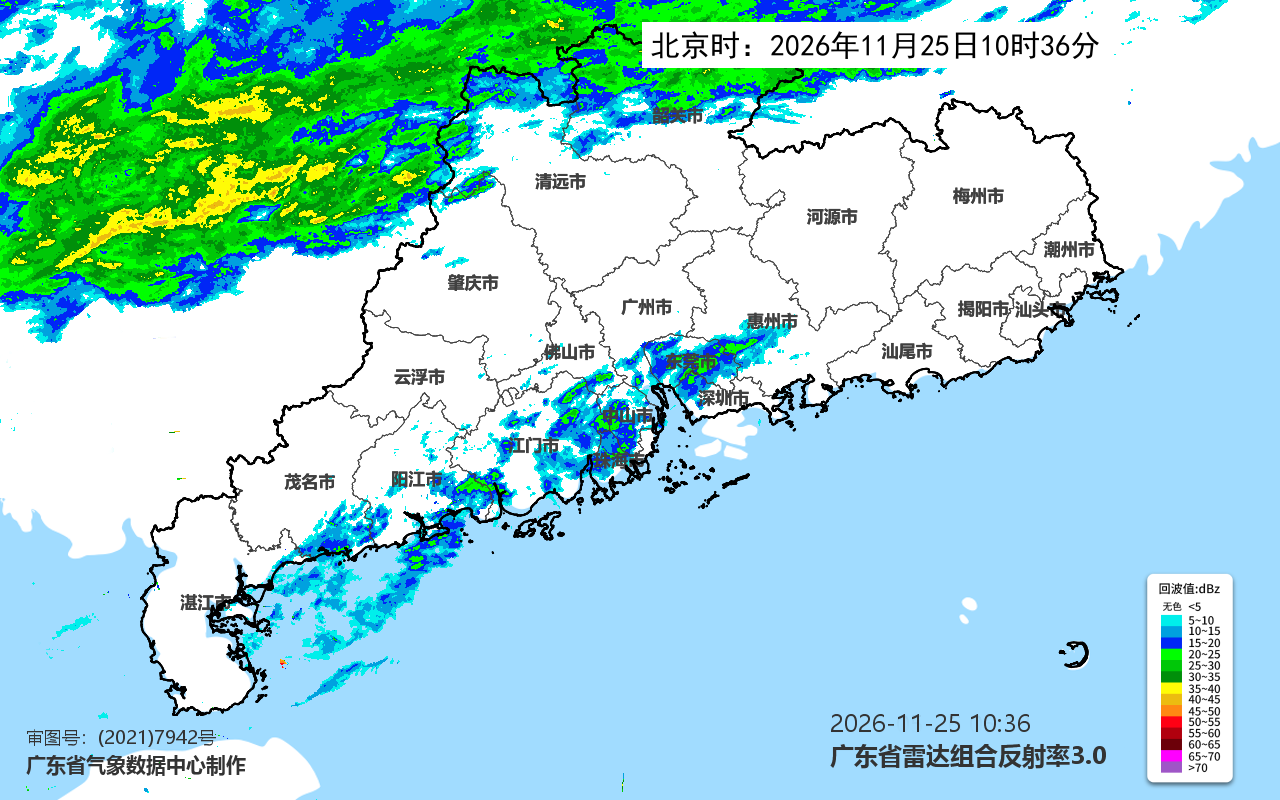 北京时：2026年11月25日10时36分
韶关市
清远市
梅州市
河源市
潮州市
肇庆市
广州市
揭阳市
汕头市
惠州市
佛山市
东莞市
汕尾市
云浮市
深圳市
中山市
江门市
珠海市
茂名市
阳江市
湛江市
回波值:dBz
无色 <5
5~10
10~15
15~20
20~25
25~30
30~35
35~40
40~45
45~50
50~55
55~60
60~65
65~70
>70
2026-11-25 10:36
广东省雷达组合反射率3.0
审图号：(2021)7942号
广东省气象数据中心制作